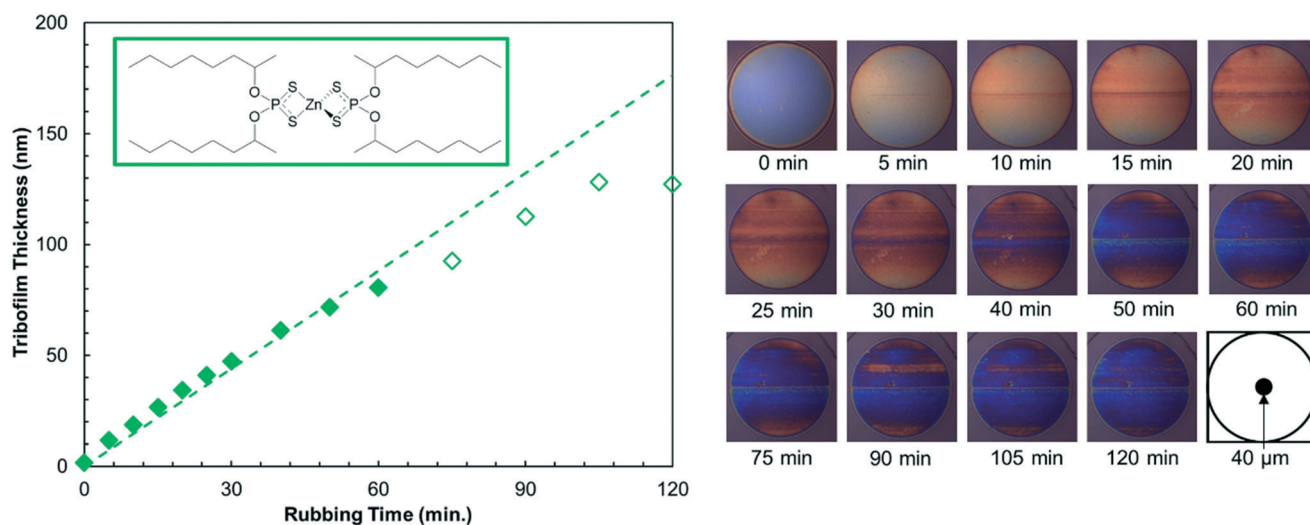 200
150
100
50
0
Tribofilm Thickness (nm)
0 30 60 90 120
Rubbing Time (min.)
O S S O
P Zn P
O S S O
0 min 5 min 10 min 15 min 20 min
25 min 30 min 40 min 50 min 60 min
75 min 90 min 105 min 120 min 40 µm